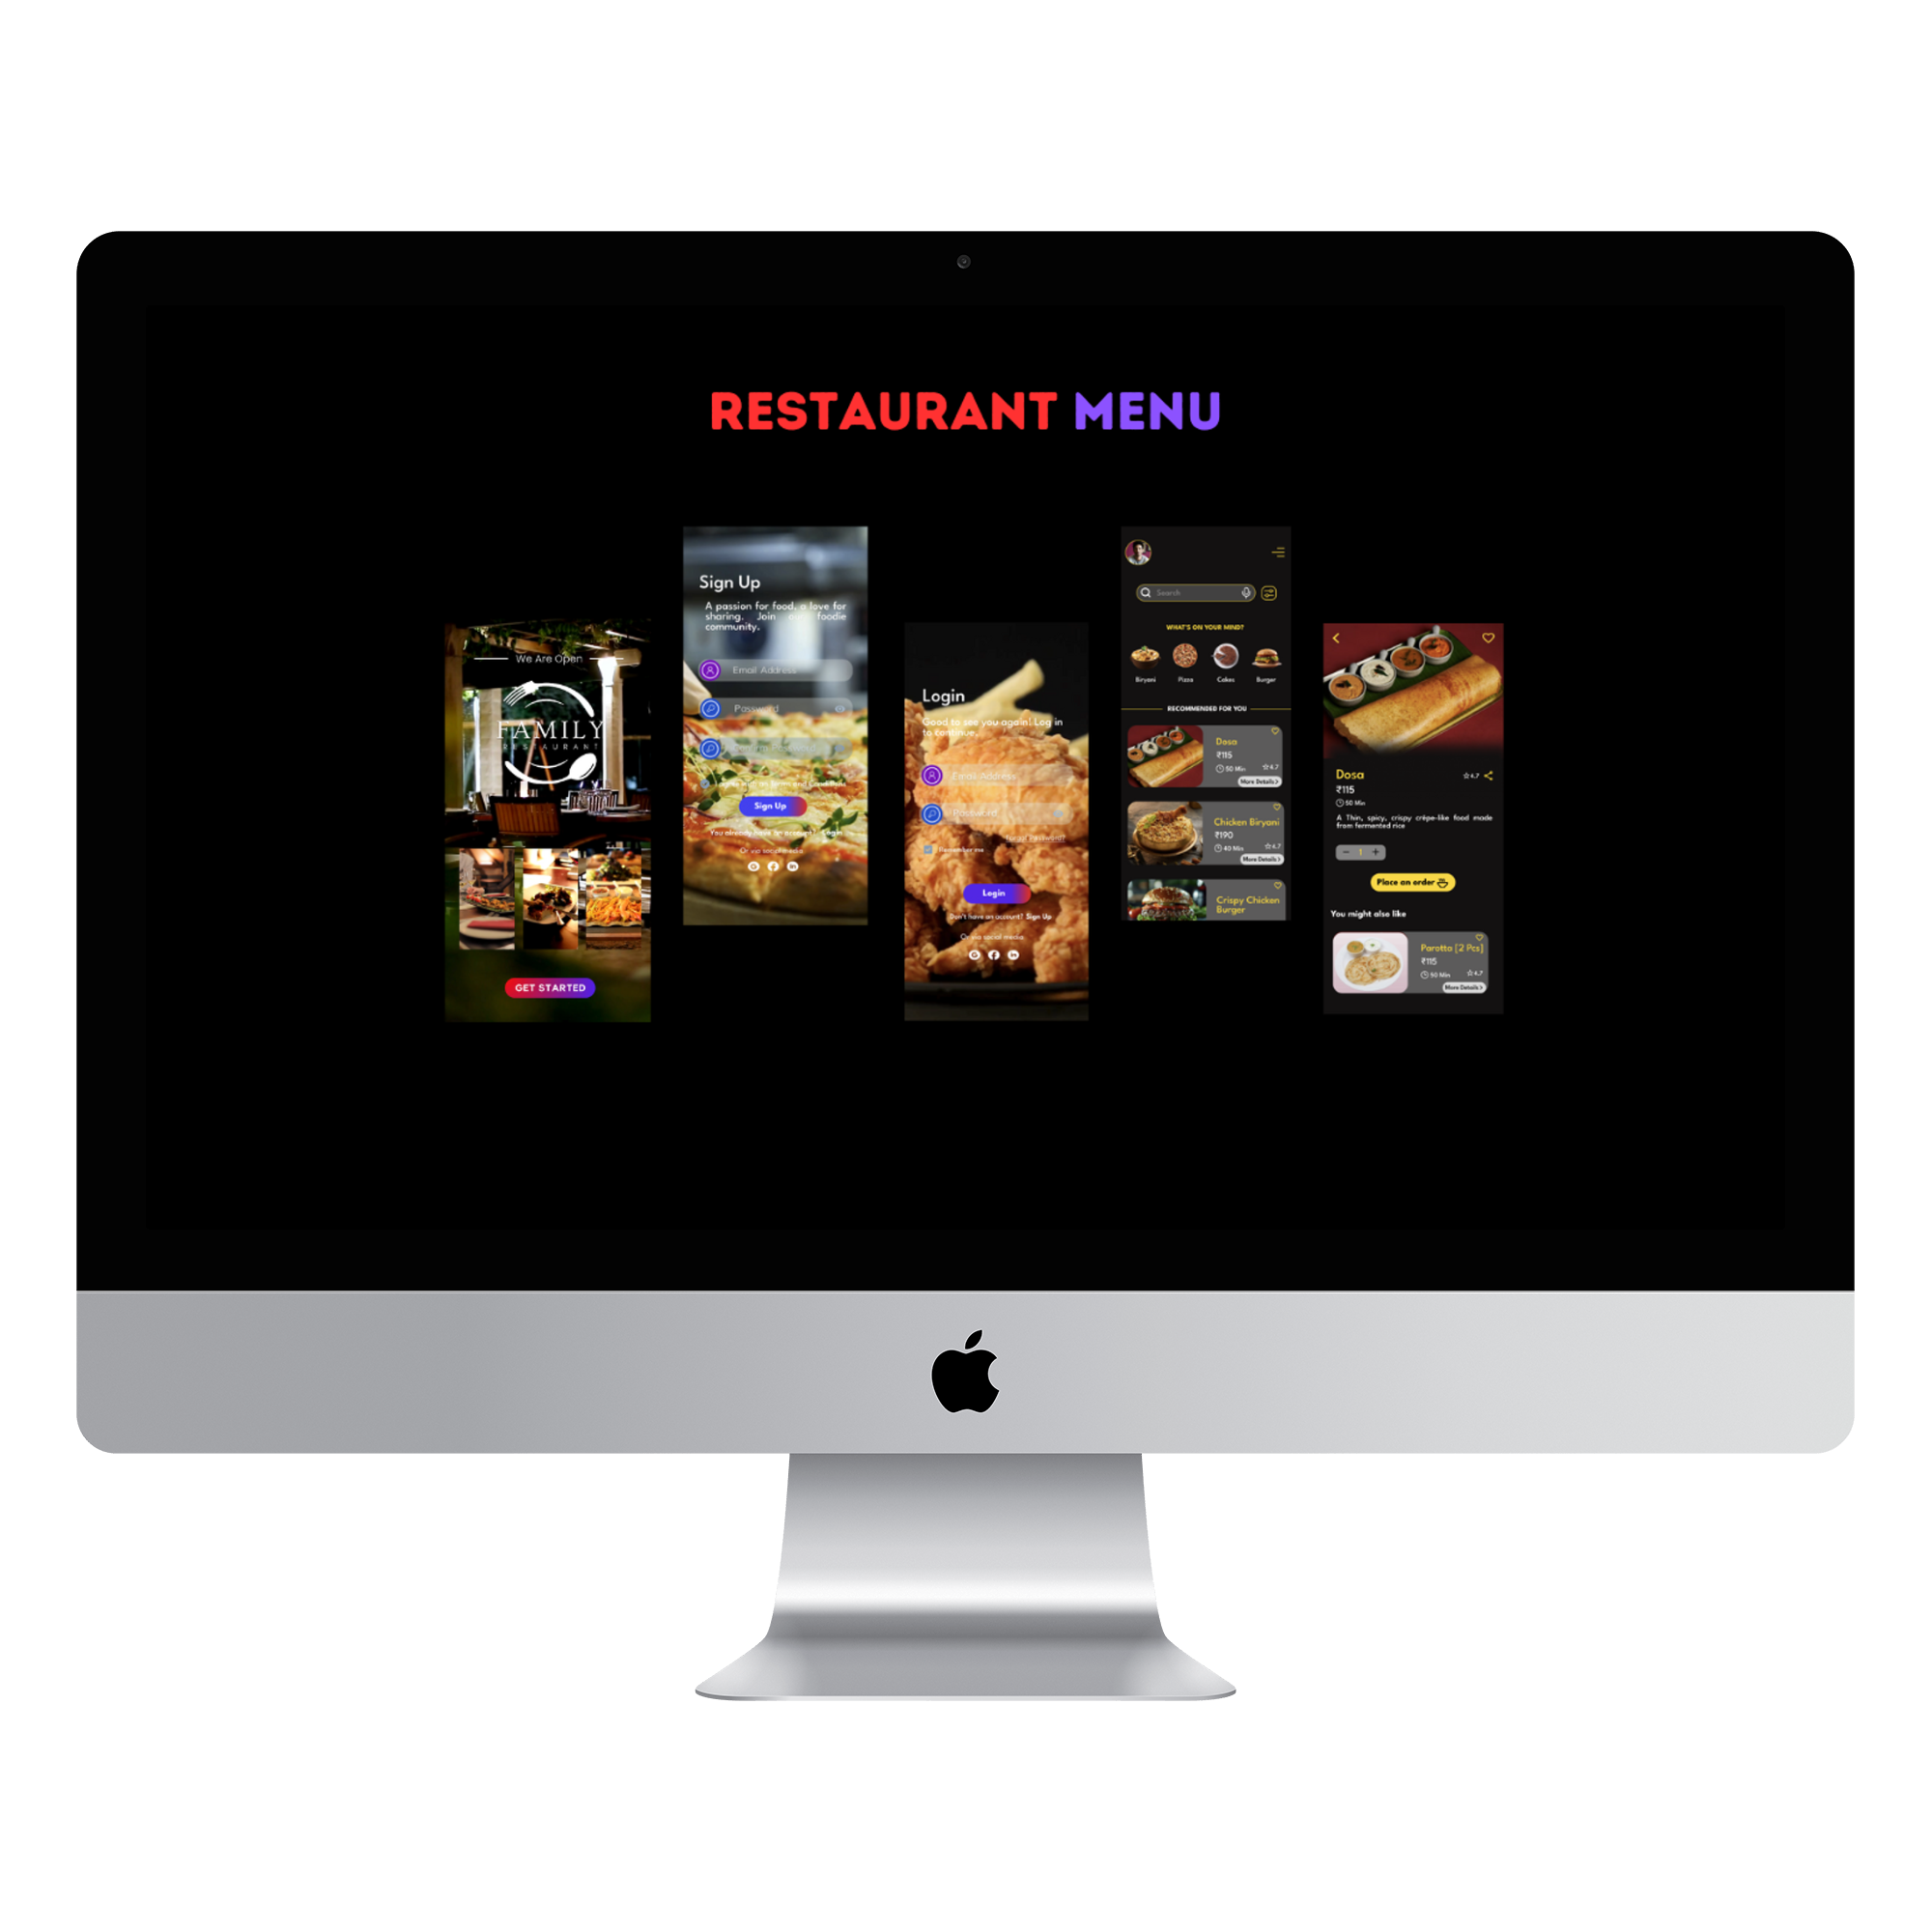 RESTAURANT MENU
We Are Open
FAMILY
RESTAURANT
GET STARTED
Sign Up
A passion for food, a love for
sharing. Join our foodie
community.
Email Address
Password
Confirm Password
Sign Up
You already have an account? Login
Or via social media
Login
Good to see you again! Log in
to continue.
Email Address
Password
Forgot Password?
Remember me
Login
Don't have an account? Sign Up
Or via social media
Search
WHAT'S ON YOUR MIND?
Biryani Pizza Cakes Burger
RECOMMENDED FOR YOU
Dosa
₹115
50 Min 4.7
More Details
Chicken Biryani
₹190
40 Min 4.7
More Details
Crispy Chicken
Burger
Dosa
4.7
₹115
50 Min
A Thin, spicy, crispy crêpe-like food made
from fermented rice
- 1 +
Place an order
You might also like
Parotta [2 Pcs]
₹115
50 Min 4.7
More Details